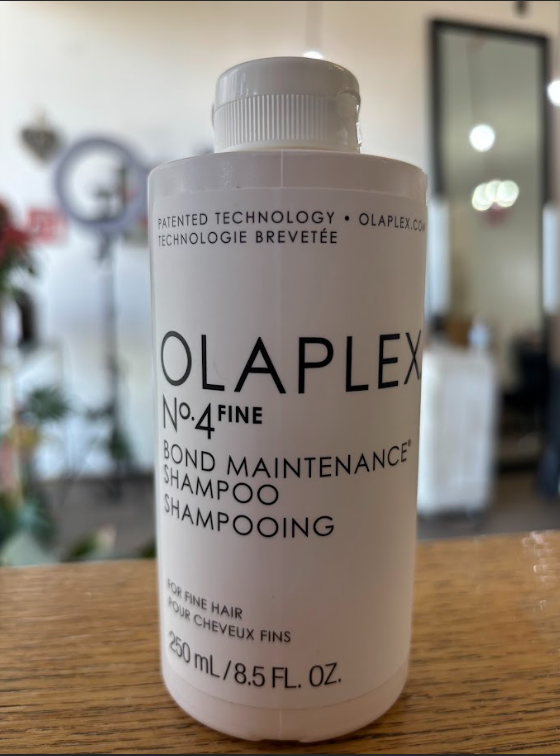 PATENTED TECHNOLOGY • OLAPLEX.COM
TECHNOLOGIE BREVETÉE
OLAPLEX
Nº.4FINE
BOND MAINTENANCE®
SHAMPOO
SHAMPOOING
FOR FINE HAIR
POUR CHEVEUX FINS
250 mL/8.5 FL. OZ.